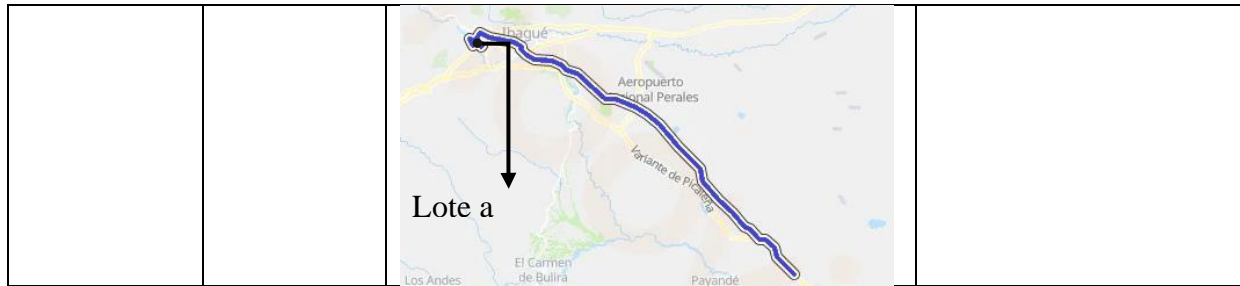 Ibagué
Aeropuerto
ional Perales
Variante de Picaleña
Lote a
El Carmen
de Bulira
Los Andes
Payandé